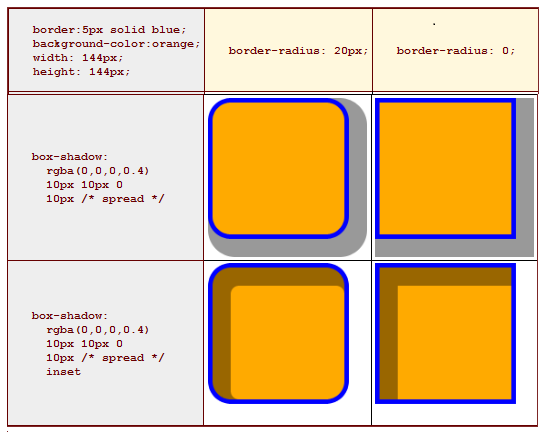 border:5px solid blue;
background-color:orange;
width: 144px;
height: 144px;
border-radius: 20px;
border-radius: 0;
box-shadow:
rgba(0,0,0,0.4)
10px 10px 0
10px /* spread */
box-shadow:
rgba(0,0,0,0.4)
10px 10px 0
10px /* spread */
inset